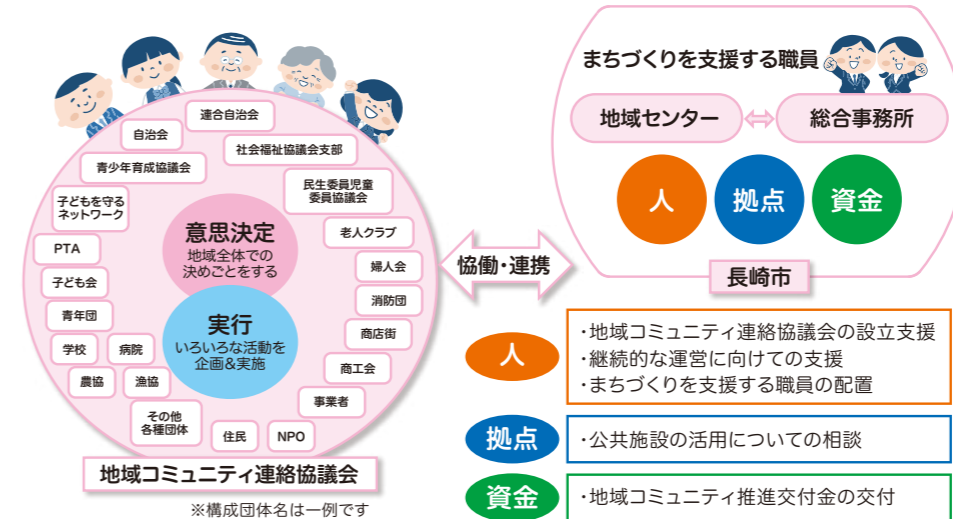 連合自治会
自治会
社会福祉協議会支部
青少年育成協議会
民生委員児童
委員協議会
子どもを守る
ネットワーク
老人クラブ
PTA
婦人会
子ども会
消防団
青年団
商店街
学校
病院
商工会
農協
漁協
事業者
その他
各種団体
住民
NPO
意思決定
地域全体での
決めごとをする
実行
いろいろな活動を
企画&実施
地域コミュニティ連絡協議会
※構成団体名は一例です
協働・連携
まちづくりを支援する職員
地域センター
総合事務所
人
拠点
資金
長崎市
人
・地域コミュニティ連絡協議会の設立支援
・継続的な運営に向けての支援
・まちづくりを支援する職員の配置
拠点
・公共施設の活用についての相談
資金
・地域コミュニティ推進交付金の交付